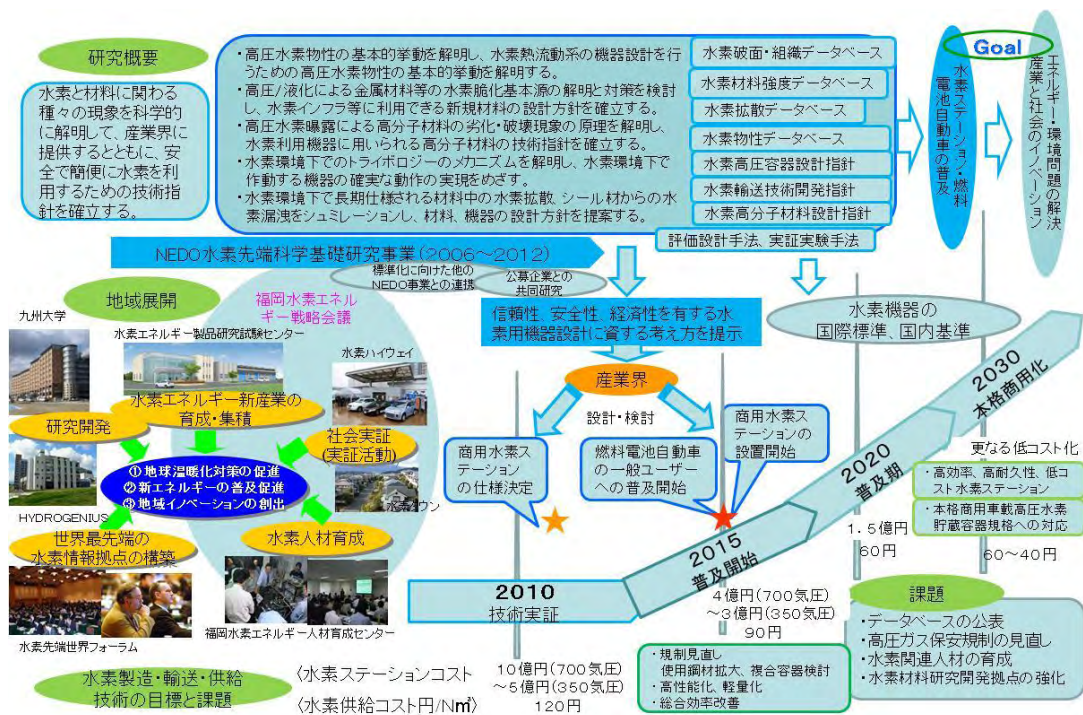 研究概要
水素と材料に関わる
種々の現象を科学的
に解明して、産業界に
提供するとともに、安
全で簡便に水素を利
用するための技術指
針を確立する。
・高圧水素物性の基本的挙動を解明し、水素熱流動系の機器設計を行
うための高圧水素物性の基本的挙動を解明する。
・高圧/液化による金属材料等の水素脆化基本源の解明と対策を検討
し、水素インフラ等に利用できる新規材料の設計方針を確立する。
・高圧水素曝露による高分子材料の劣化・破壊現象の原理を解明し、
水素利用機器に用いられる高分子材料の技術指針を確立する。
・水素環境下でのトライボロジーのメカニズムを解明し、水素環境下で
作動する機器の確実な動作の実現をめざす。
・水素環境下で長期仕様される材料中の水素拡散、シール材からの水
素漏洩をシュミレーションし、材料、機器の設計方針を提案する。
水素破面・組織データベース
水素材料強度データベース
水素拡散データベース
水素物性データベース
水素高圧容器設計指針
水素輸送技術開発指針
水素高分子材料設計指針
評価設計手法、実証実験手法
Goal
水素ステーション・燃料
電池自動車の普及
エネルギー・環境問題の解決
産業と社会のイノベーション
NEDO水素先端科学基礎研究事業(2006～2012)
標準化に向けた他の
NEDO事業との連携
公募企業との
共同研究
信頼性、安全性、経済性を有する水
素用機器設計に資する考え方を提示
水素機器の
国際標準、国内基準
産業界
設計・検討
商用水素ス
テーション
の仕様決定
燃料電池自動車
の一般ユーザー
への普及開始
商用水素ス
テーションの
設置開始
地域展開
福岡水素エネル
ギー戦略会議
九州大学
水素エネルギー製品研究試験センター
水素ハイウェイ
水素エネルギー新産業の
育成・集積
研究開発
社会実証
(実証活動)
①地球温暖化対策の促進
②新エネルギーの普及促進
③地域イノベーションの創出
水素タウン
HYDROGENIUS
世界最先端の
水素情報拠点の構築
水素人材育成
水素先端世界フォーラム
福岡水素エネルギー人材育成センター
2010
技術実証
2015
普及開始
2020
普及期
2030
本格商用化
更なる低コスト化
・高効率、高耐久性、低コ
スト水素ステーション
・本格商用車載高圧水素
貯蔵容器規格への対応
1.5億円
60円
60～40円
4億円(700気圧)
～3億円(350気圧)
90円
水素製造・輸送・供給
技術の目標と課題
〈水素ステーションコスト
〈水素供給コスト円/N㎥〉
10億円(700気圧)
～5億円(350気圧)
120円
・規制見直し
使用鋼材拡大、複合容器検討
・高性能化、軽量化
・総合効率改善
課題
・データベースの公表
・高圧ガス保安規制の見直し
・水素関連人材の育成
・水素材料研究開発拠点の強化